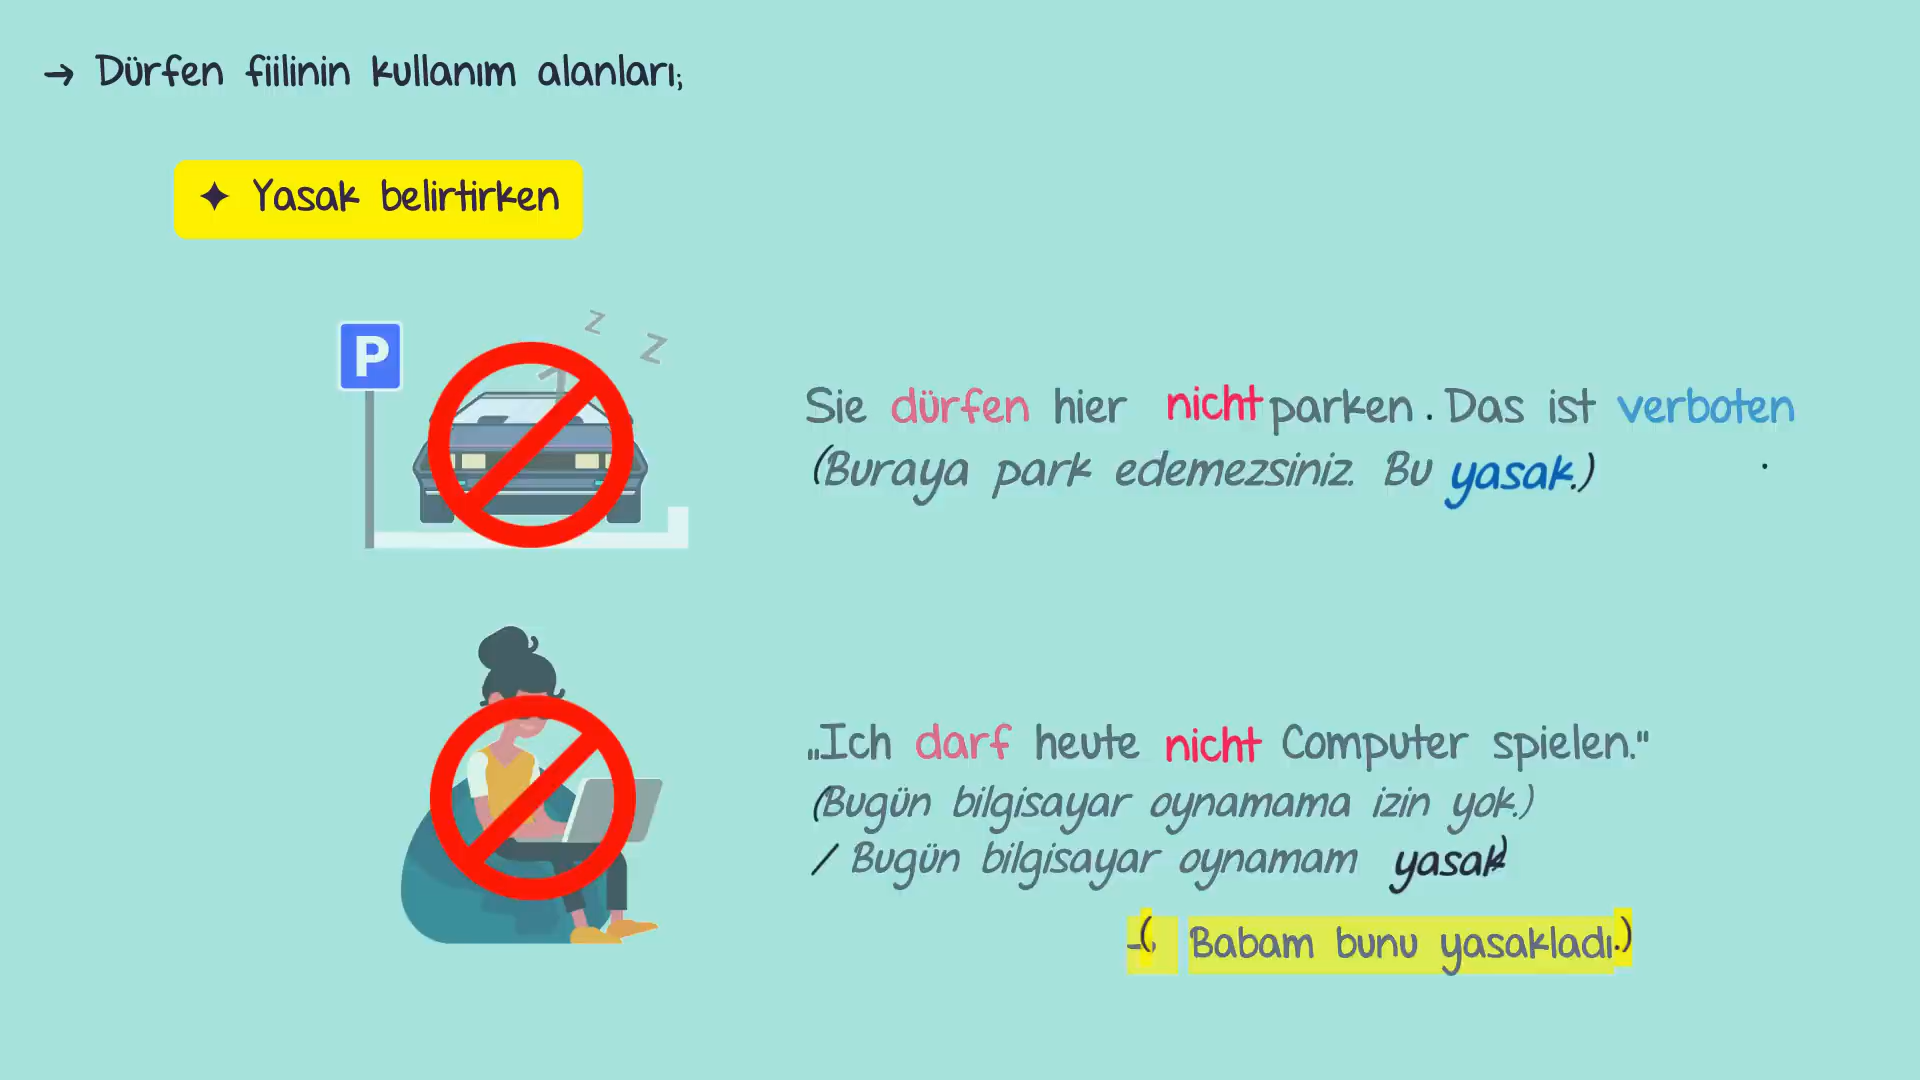 → Dürfen fiilinin kullanım alanları;
✦ Yasak belirtirken
z z
P
Sie dürfen hier nicht parken. Das ist verboten.
(Buraya park edemezsiniz. Bu yasak.)
„Ich darf heute nicht Computer spielen."
(Bugün bilgisayar oynamama izin yok.)
/ Bugün bilgisayar oynamam yasak)
(Babam bunu yasakladı.)